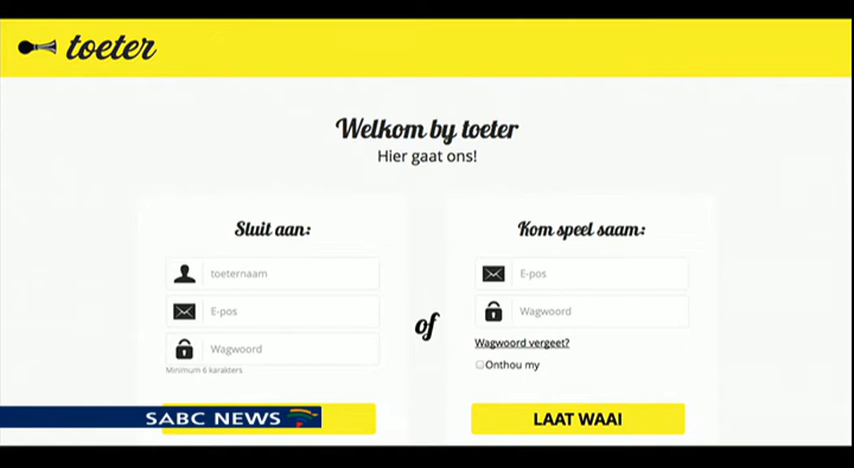 toeter
Welkom by toeter
Hier gaat ons!
Sluit aan:
toeternaam
E-pos
Wagwoord
Minimum 6 karakters
of
Kom speel saam:
E-pos
Wagwoord
Wagwoord vergeet?
Onthou my
LAAT WAAI
SABC NEWS